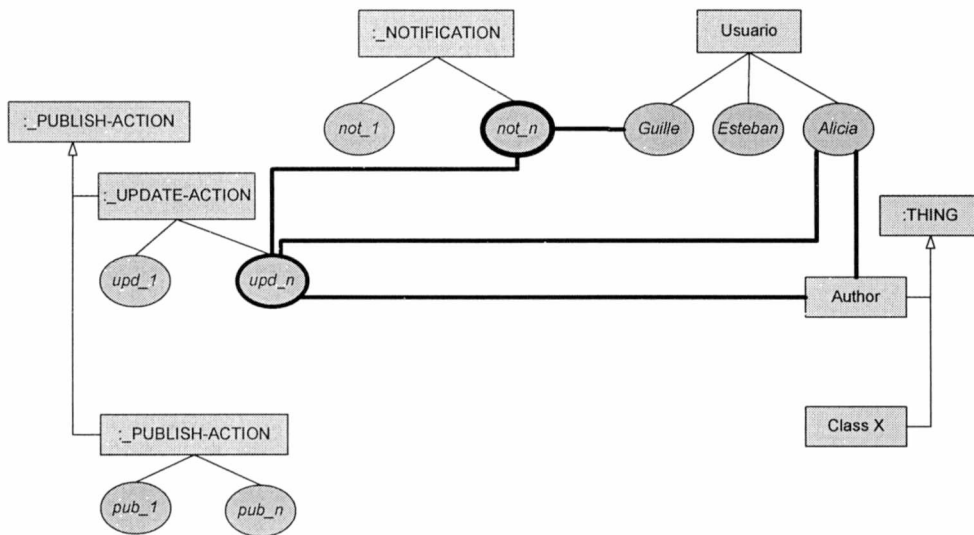 :_NOTIFICATION
Usuario
:_PUBLISH-ACTION
not_1
not_n
Guille
Esteban
Alicia
:_UPDATE-ACTION
:THING
upd_1
upd_n
Author
:_PUBLISH-ACTION
Class X
pub_1
pub_n